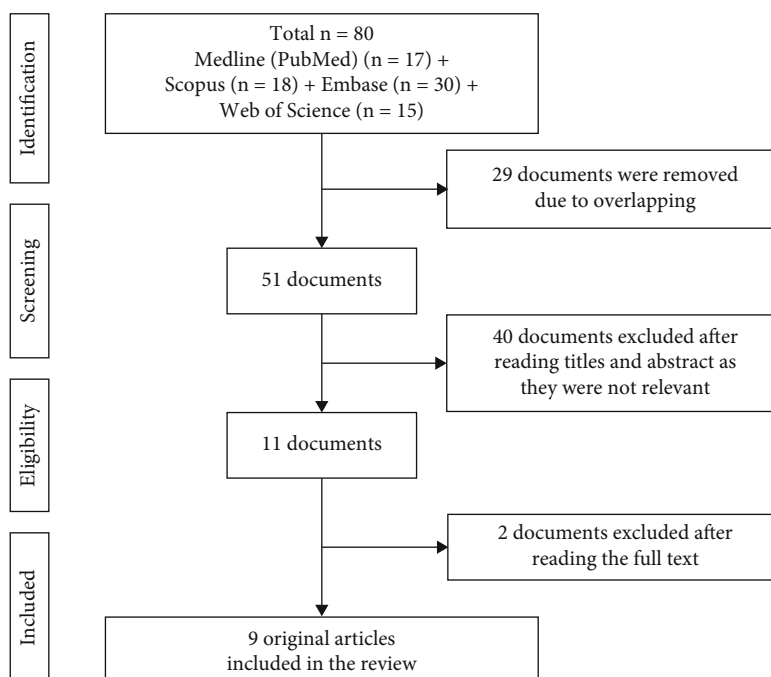 Identification
Total n = 80
Medline (PubMed) (n = 17) +
Scopus (n = 18) + Embase (n = 30) +
Web of Science (n = 15)
29 documents were removed
due to overlapping
Screening
51 documents
40 documents excluded after
reading titles and abstract as
they were not relevant
Eligibility
11 documents
2 documents excluded after
reading the full text
Included
9 original articles
included in the review